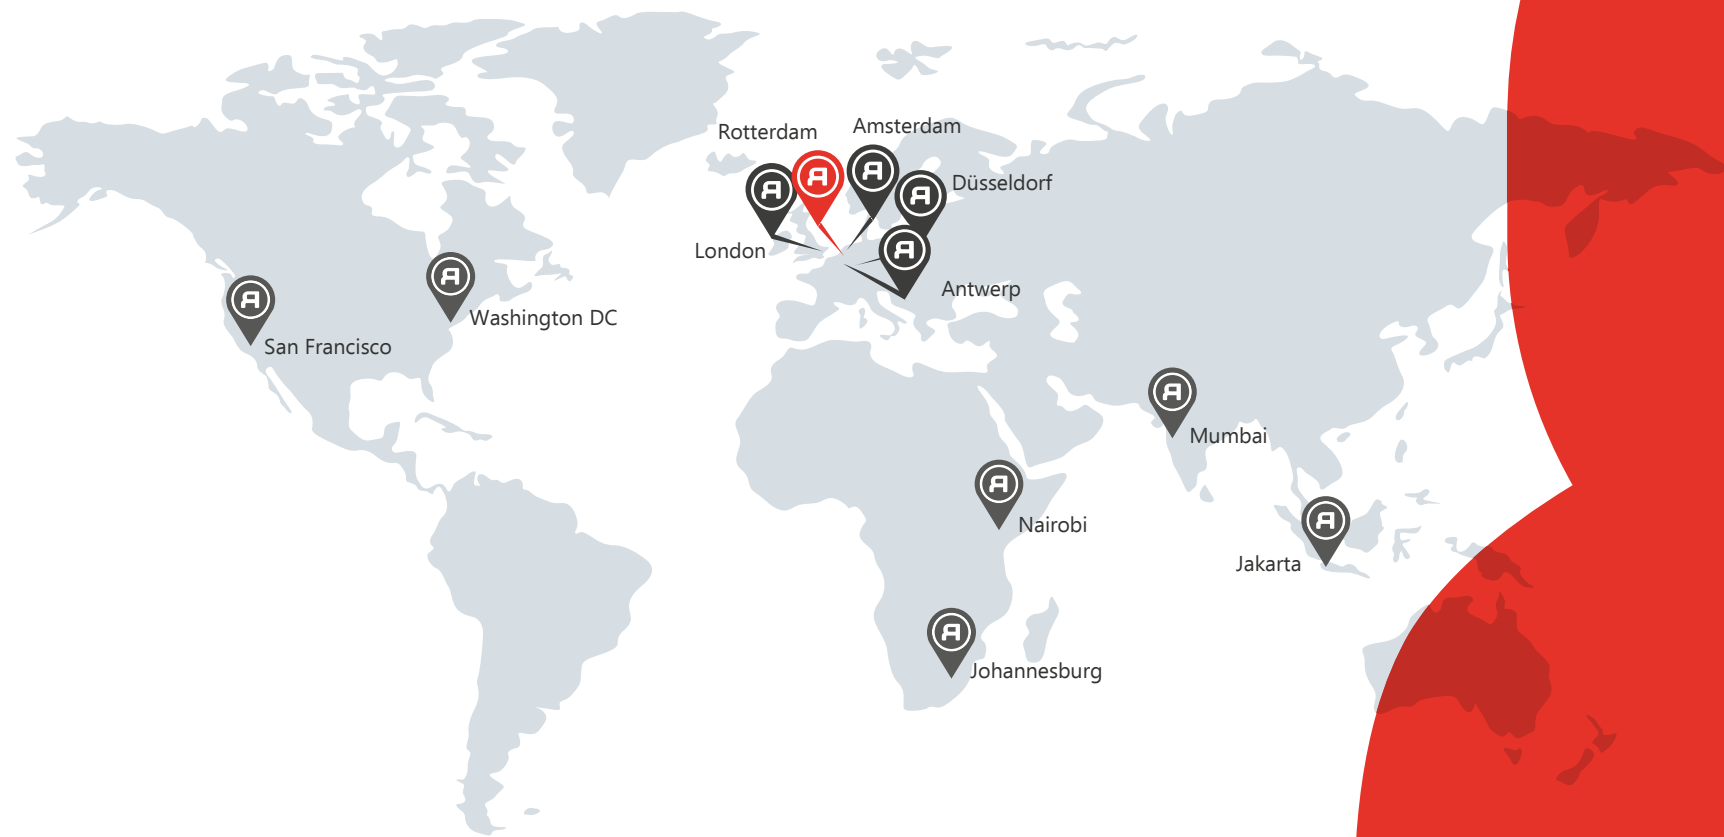 Rotterdam
Amsterdam
Düsseldorf
London
Antwerp
Washington DC
San Francisco
Mumbai
Nairobi
Jakarta
Johannesburg